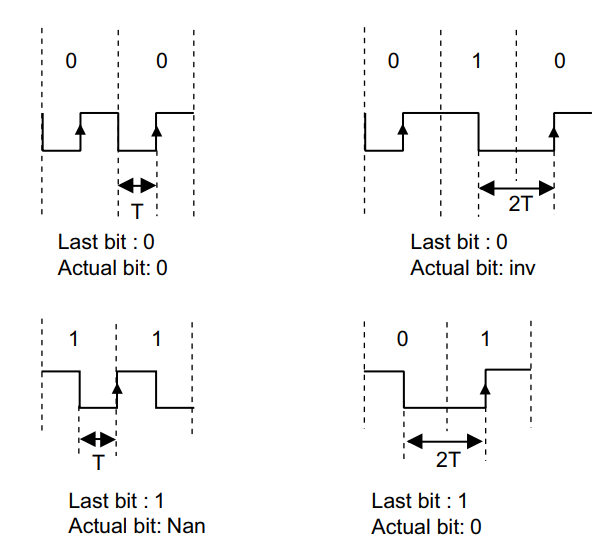 0 0
0 1 0
T
2T
Last bit : 0
Actual bit: 0
Last bit : 0
Actual bit: inv
1 1
0 1
T
2T
Last bit : 1
Actual bit: Nan
Last bit : 1
Actual bit: 0